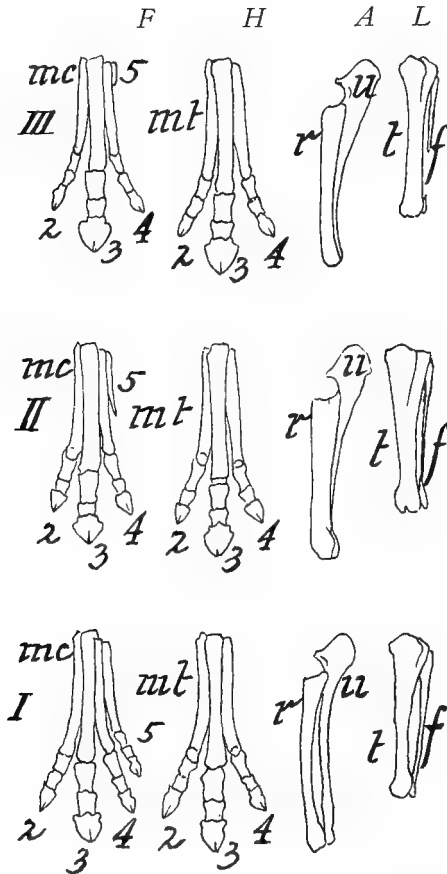 F H A L
mc 5 u
III mt r t f
2 3 4 2 3 4
mc 5 u
II mt r t f
2 3 4 2 3 4
mc mt u
I 5 r t f
2 3 4 2 3 4